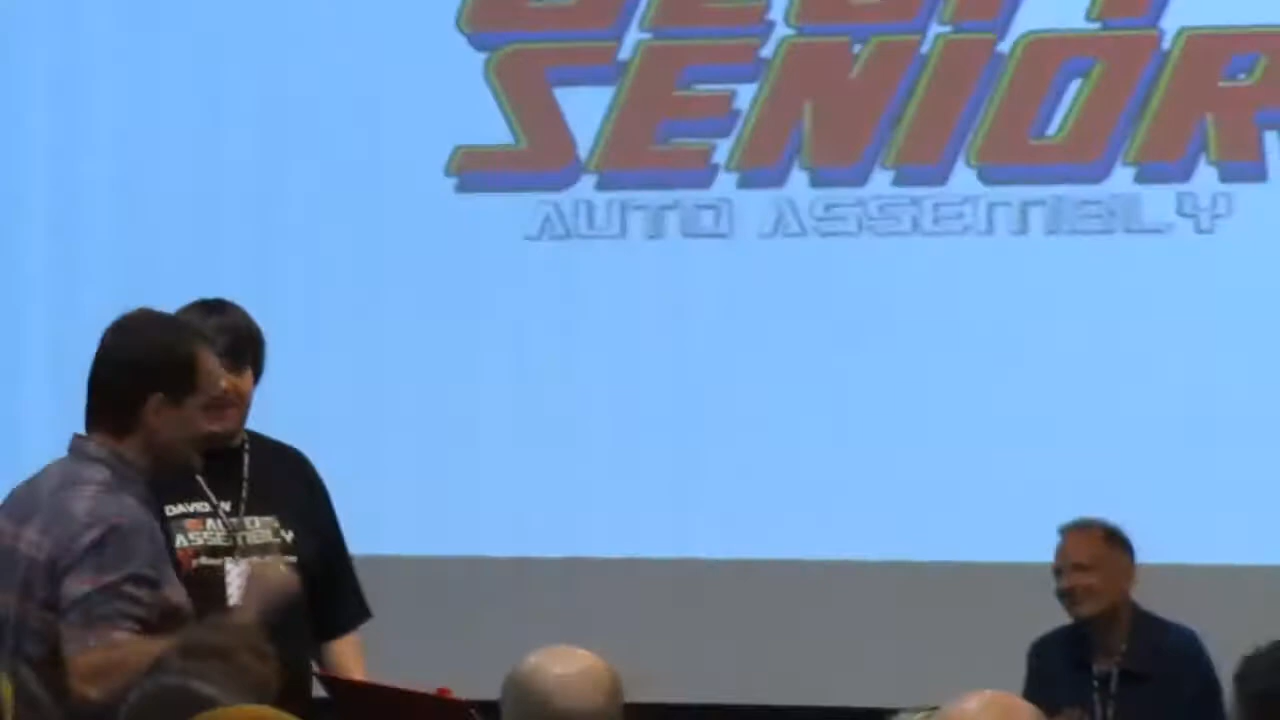 SENIOR
AUTO ASSEMBLY
DAVID W
AUTO
ASSEMBLY